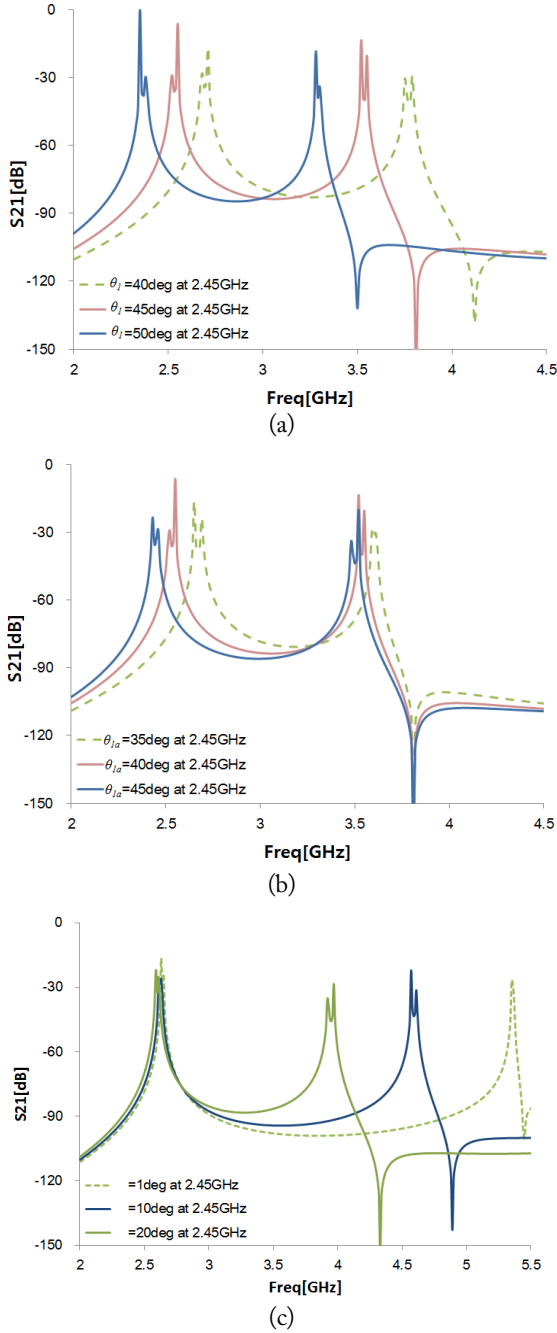 0
-30
-60
-90
-120
-150
S21[dB]
θ1=40deg at 2.45GHz
θ1=45deg at 2.45GHz
θ1=50deg at 2.45GHz
2 2.5 3 3.5 4 4.5
Freq[GHz]
(a)
0
-30
-60
-90
-120
-150
S21[dB]
θ1a=35deg at 2.45GHz
θ1a=40deg at 2.45GHz
θ1a=45deg at 2.45GHz
2 2.5 3 3.5 4 4.5
Freq[GHz]
(b)
0
-30
-60
-90
-120
-150
S21[dB]
=1deg at 2.45GHz
=10deg at 2.45GHz
=20deg at 2.45GHz
2 2.5 3 3.5 4 4.5 5 5.5
Freq[GHz]
(c)